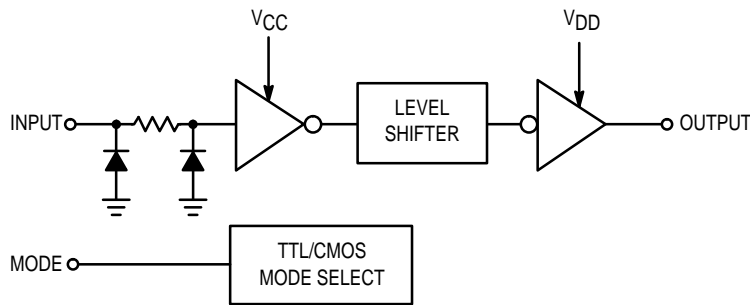 VCC
VDD
INPUT
LEVEL
SHIFTER
OUTPUT
MODE
TTL/CMOS
MODE SELECT